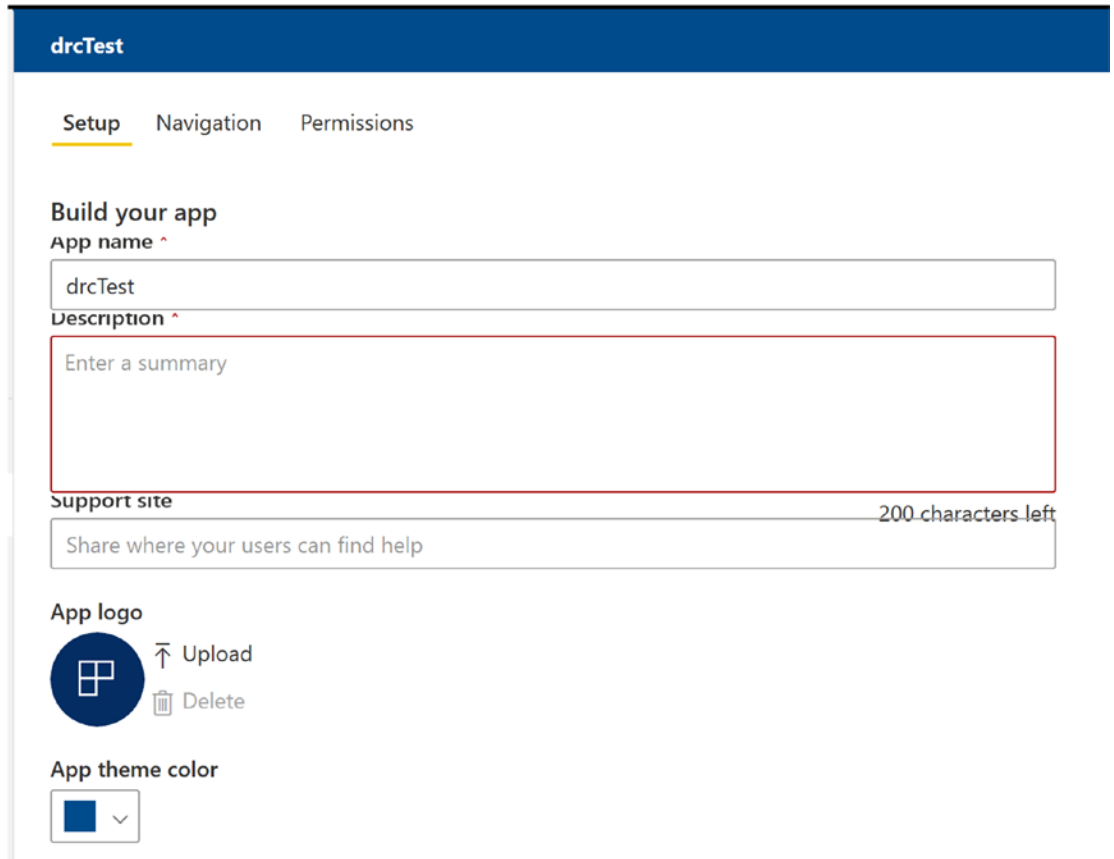 drcTest
Setup Navigation Permissions
Build your app
App name *
drcTest
Description *
Enter a summary
Support site
200 characters left
Share where your users can find help
App logo
Upload
Delete
App theme color